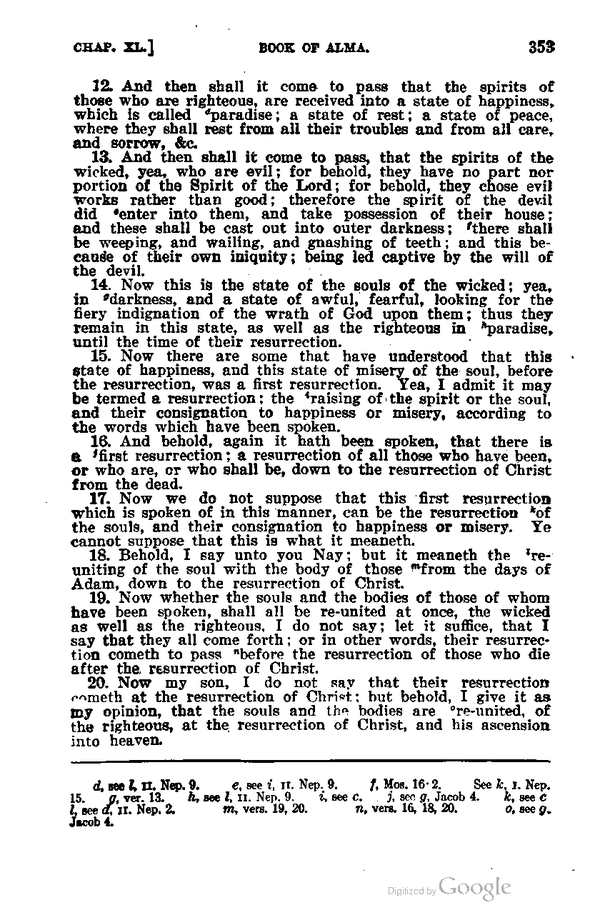 CHAP. XL.] BOOK OF ALMA. 353
12. And then shall it come to pass that the spirits of
those who are righteous, are received into a state of happiness,
which is called ᵈparadise; a state of rest; a state of peace,
where they shall rest from all their troubles and from all care,
and sorrow, &c.
13. And then shall it come to pass, that the spirits of the
wicked, yea, who are evil; for behold, they have no part nor
portion of the Spirit of the Lord; for behold, they chose evil
works rather than good; therefore the spirit of the devil
did ᵉenter into them, and take possession of their house;
and these shall be cast out into outer darkness; ᶠthere shall
be weeping, and wailing, and gnashing of teeth; and this be-
cause of their own iniquity; being led captive by the will of
the devil.
14. Now this is the state of the souls of the wicked; yea,
in ᵍdarkness, and a state of awful, fearful, looking for the
fiery indignation of the wrath of God upon them; thus they
remain in this state, as well as the righteous in ʰparadise,
until the time of their resurrection.
15. Now there are some that have understood that this
state of happiness, and this state of misery of the soul, before
the resurrection, was a first resurrection. Yea, I admit it may
be termed a resurrection; the ⁱraising of the spirit or the soul,
and their consignation to happiness or misery, according to
the words which have been spoken.
16. And behold, again it hath been spoken, that there is
a ʲfirst resurrection; a resurrection of all those who have been,
or who are, or who shall be, down to the resurrection of Christ
from the dead.
17. Now we do not suppose that this first resurrection
which is spoken of in this manner, can be the resurrection ᵏof
the souls, and their consignation to happiness or misery. Ye
cannot suppose that this is what it meaneth.
18. Behold, I say unto you Nay; but it meaneth the ˡre-
uniting of the soul with the body of those ᵐfrom the days of
Adam, down to the resurrection of Christ.
19. Now whether the souls and the bodies of those of whom
have been spoken, shall all be re-united at once, the wicked
as well as the righteous, I do not say; let it suffice, that I
say that they all come forth; or in other words, their resurrec-
tion cometh to pass ⁿbefore the resurrection of those who die
after the resurrection of Christ.
20. Now my son, I do not say that their resurrection
cometh at the resurrection of Christ; but behold, I give it as
my opinion, that the souls and the bodies are ᵒre-united, of
the righteous, at the resurrection of Christ, and his ascension
into heaven.
d, see l, II. Nep. 9. e, see i, II. Nep. 9. f, Mos. 16·2. See k, I. Nep.
15. g, ver. 13. h, see l, II. Nep. 9. i, see c. j, see g, Jacob 4. k, see c
l, see d, II. Nep. 2. m, vers. 19, 20. n, vers. 16, 18, 20. o, see g.
Jacob 4.
Digitized by Google